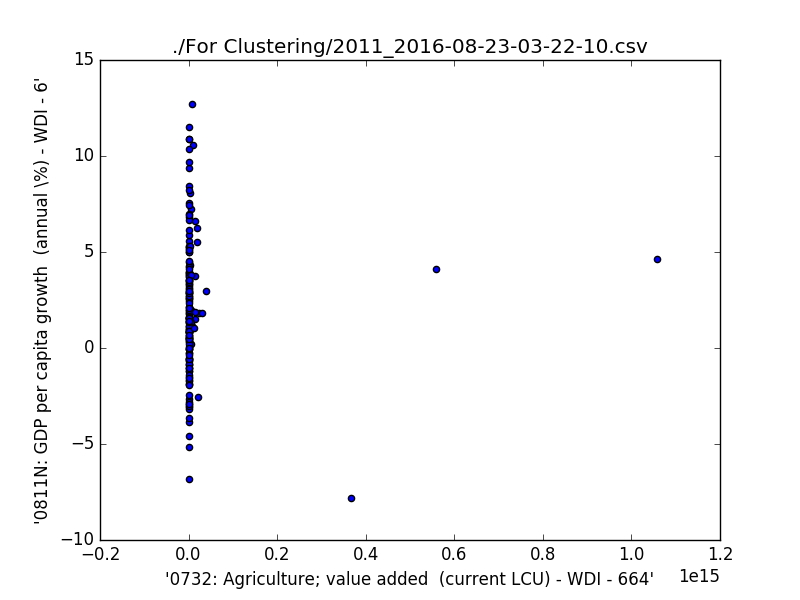 ./For Clustering/2011_2016-08-23-03-22-10.csv
'0811N: GDP per capita growth  (annual \%) - WDI - 6'
15
10
5
0
−5
−10
−0.2 0.0 0.2 0.4 0.6 0.8 1.0 1.2
1e15
'0732: Agriculture; value added  (current LCU) - WDI - 664'